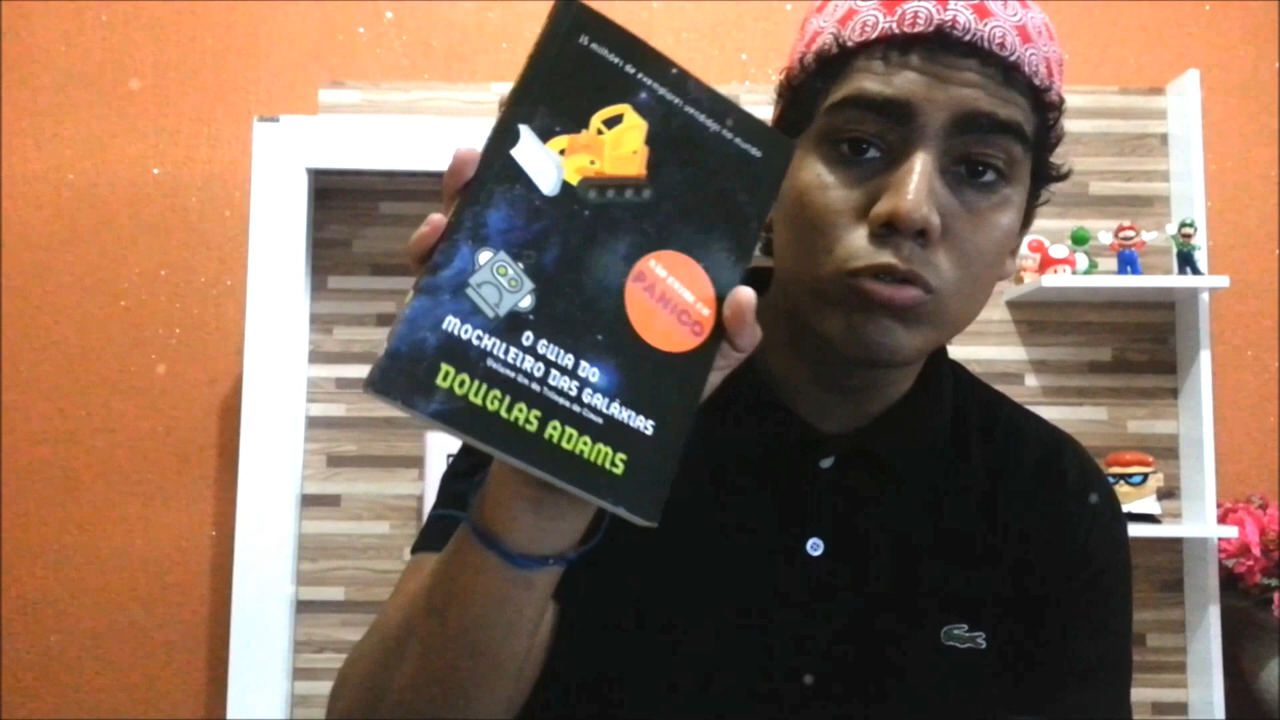 15 milhões de exemplares vendidos no mundo
NÃO ENTRE EM
PÂNICO
O GUIA DO
MOCHILEIRO DAS GALÁXIAS
Volume Um da Trilogia de Cinco
DOUGLAS ADAMS